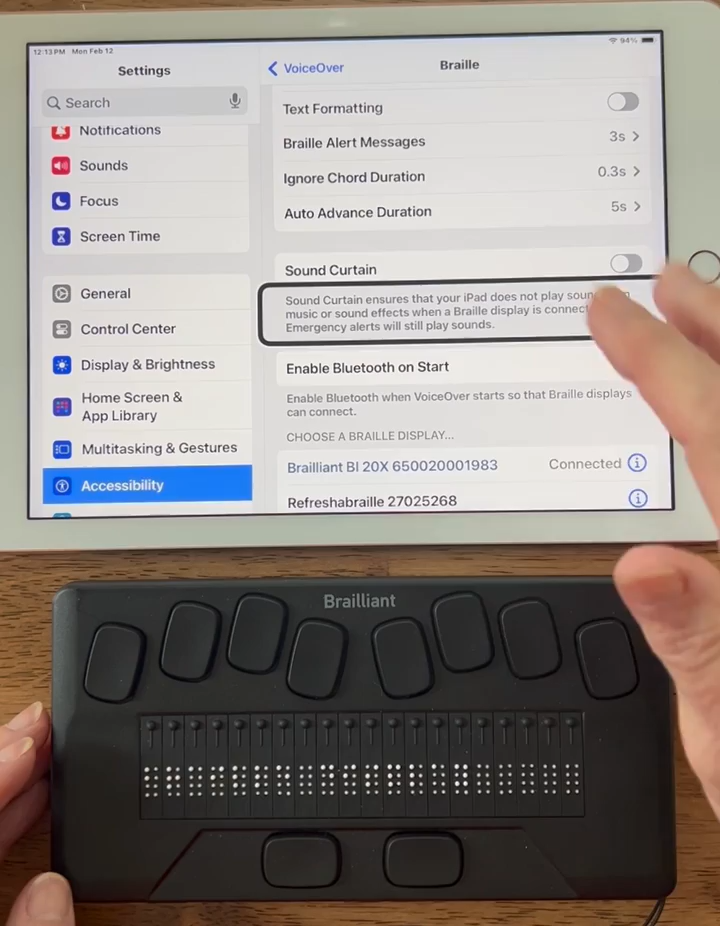 12:13 PM Mon Feb 12
94%
Settings
Search
Notifications
Sounds
Focus
Screen Time
General
Control Center
Display & Brightness
Home Screen &
App Library
Multitasking & Gestures
Accessibility
VoiceOver
Braille
Text Formatting
Braille Alert Messages 3s
Ignore Chord Duration 0.3s
Auto Advance Duration 5s
Sound Curtain
Sound Curtain ensures that your iPad does not play
music or sound effects when a Braille display is
Emergency alerts will still play sounds.
Enable Bluetooth on Start
Enable Bluetooth when VoiceOver starts so that Braille displays
can connect.
CHOOSE A BRAILLE DISPLAY...
Brailliant BI 20X 650020001983 Connected
Refreshabraille 27025268
Brailliant